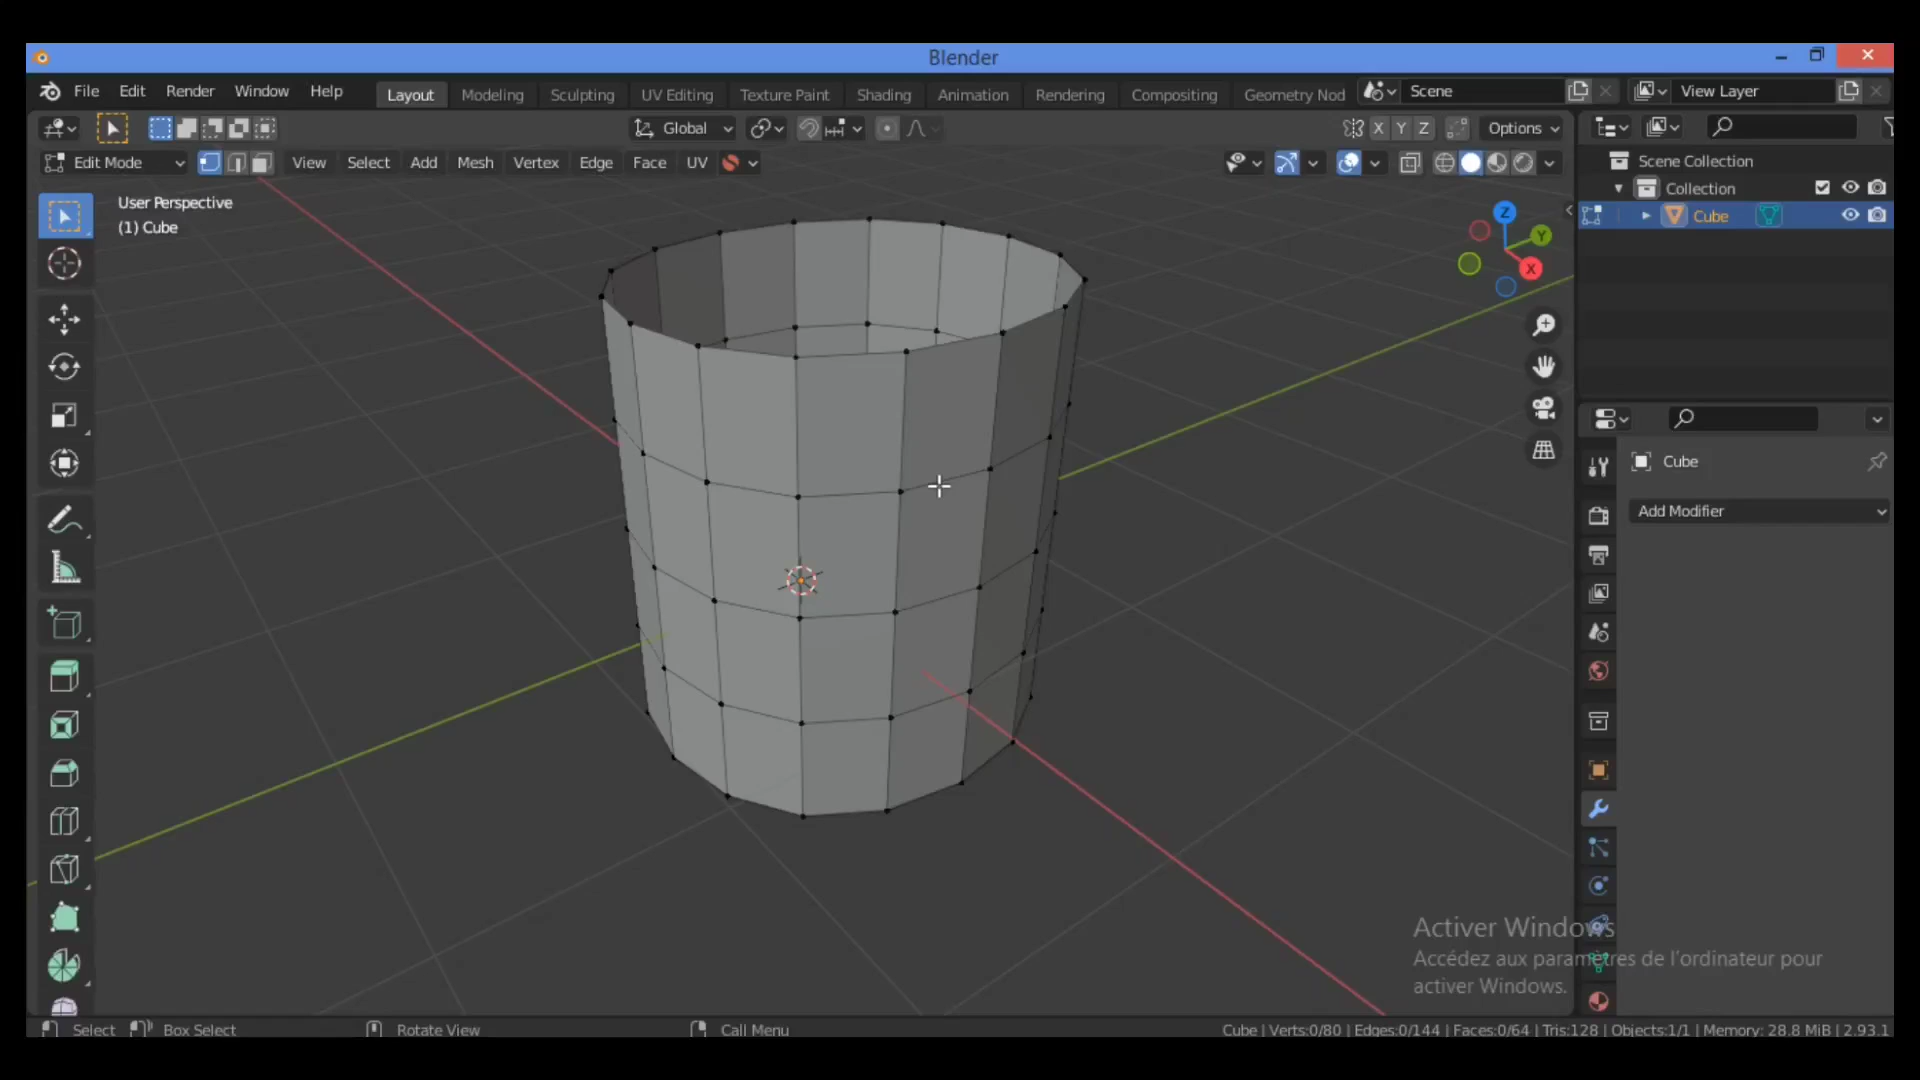 Blender
File Edit Render Window Help Layout Modeling Sculpting UV Editing Texture Paint Shading Animation Rendering Compositing Geometry Nod Scene View Layer
Global X Y Z Options
Edit Mode View Select Add Mesh Vertex Edge Face UV
Scene Collection
Collection
Cube
User Perspective
(1) Cube
Z
Y
X
Cube
Add Modifier
Activer Windows
Accédez aux paramètres de l'ordinateur pour
activer Windows.
Select Box Select Rotate View Call Menu Cube | Verts:0/80 | Edges:0/144 | Faces:0/64 | Tris:128 | Objects:1/1 | Memory: 28.8 MiB | 2.93.1